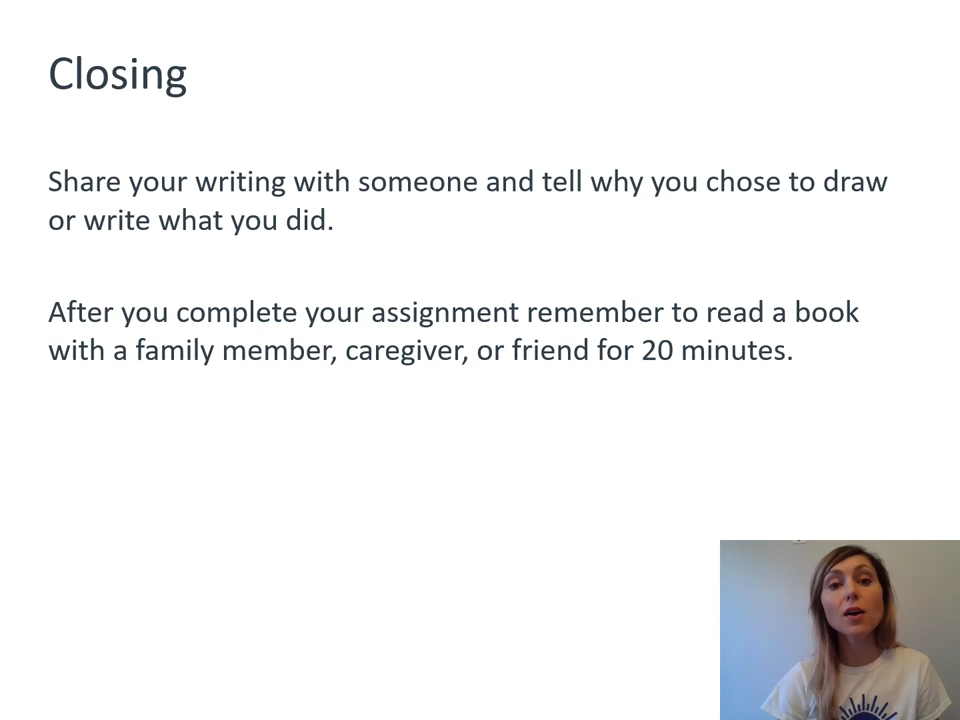 Closing
Share your writing with someone and tell why you chose to draw
or write what you did.
After you complete your assignment remember to read a book
with a family member, caregiver, or friend for 20 minutes.